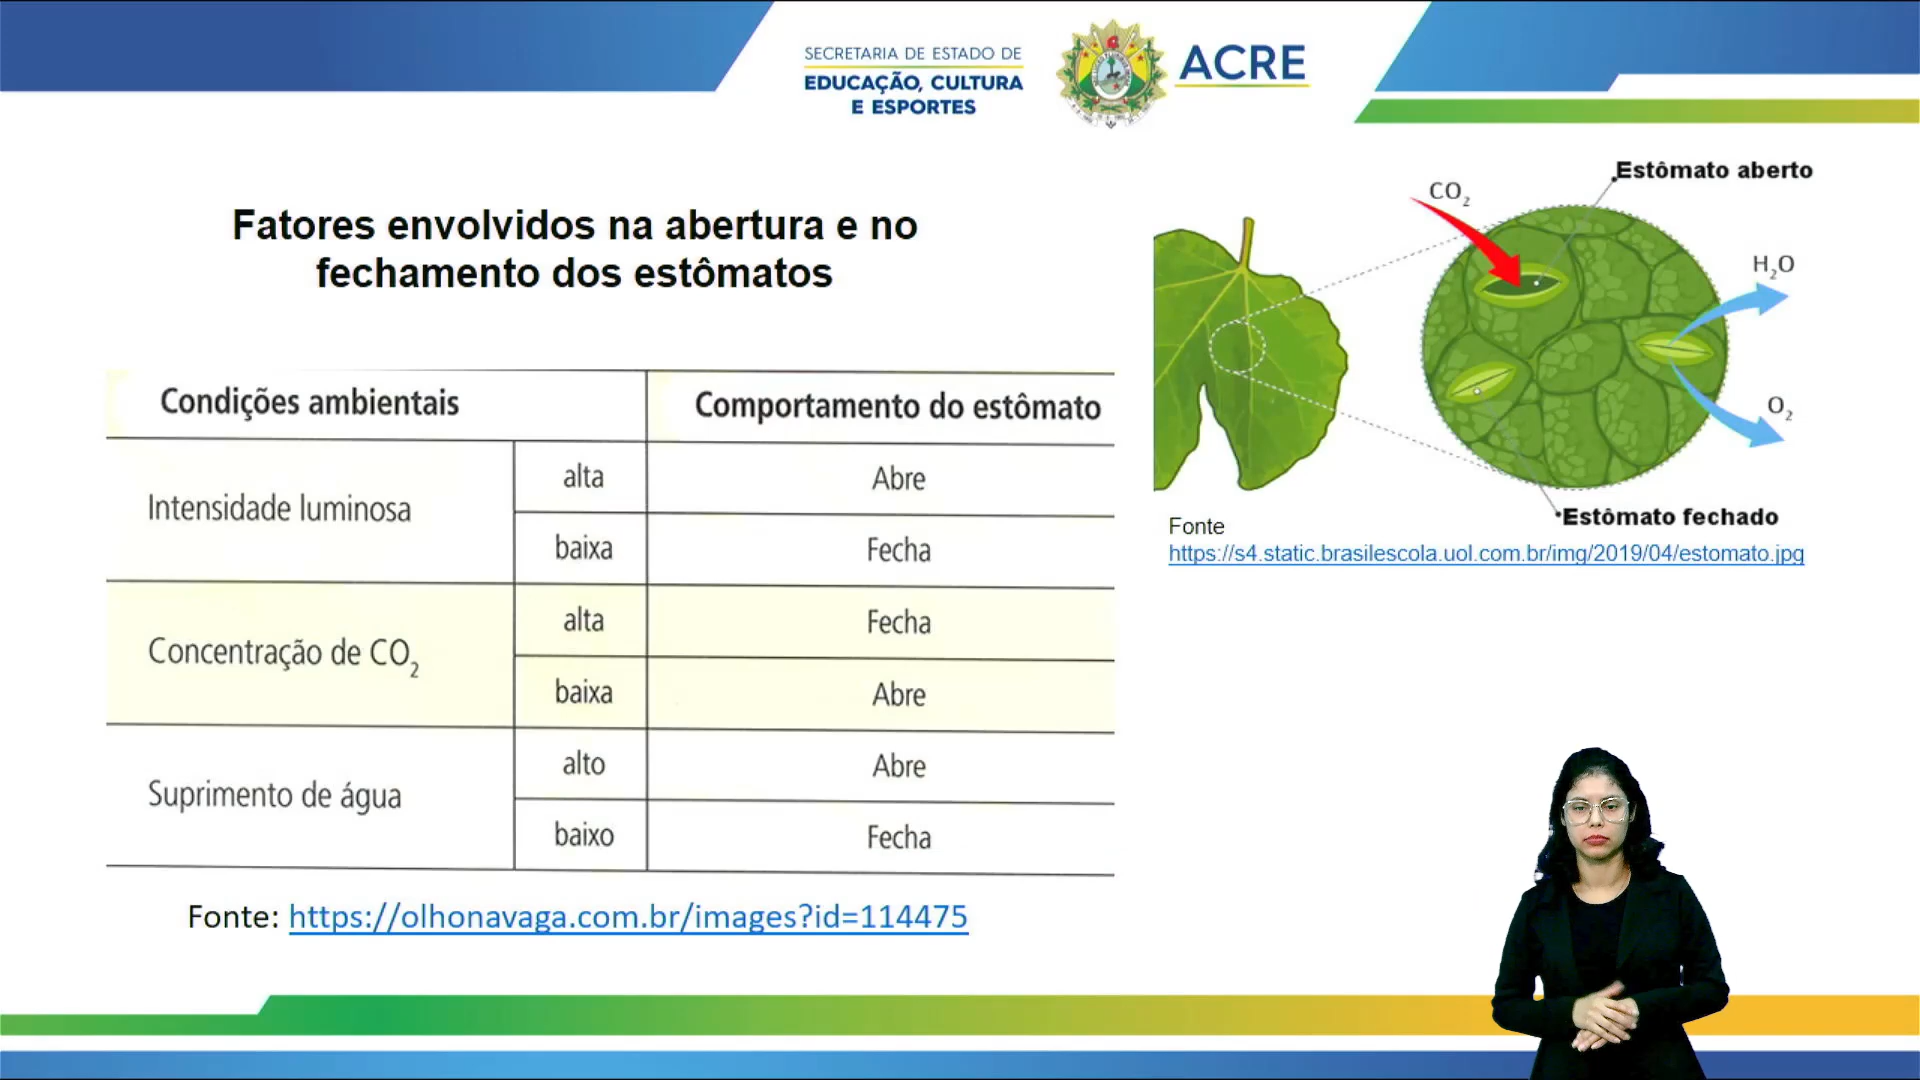 SECRETARIA DE ESTADO DE
EDUCAÇÃO, CULTURA
E ESPORTES
ACRE
Fatores envolvidos na abertura e no
fechamento dos estômatos
Condições ambientais
Comportamento do estômato
Intensidade luminosa
alta
Abre
baixa
Fecha
Concentração de CO₂
alta
Fecha
baixa
Abre
Suprimento de água
alto
Abre
baixo
Fecha
Fonte: https://olhonavaga.com.br/images?id=114475
Estômato aberto
CO₂
H₂O
O₂
Estômato fechado
Fonte
https://s4.static.brasilescola.uol.com.br/img/2019/04/estomato.jpg